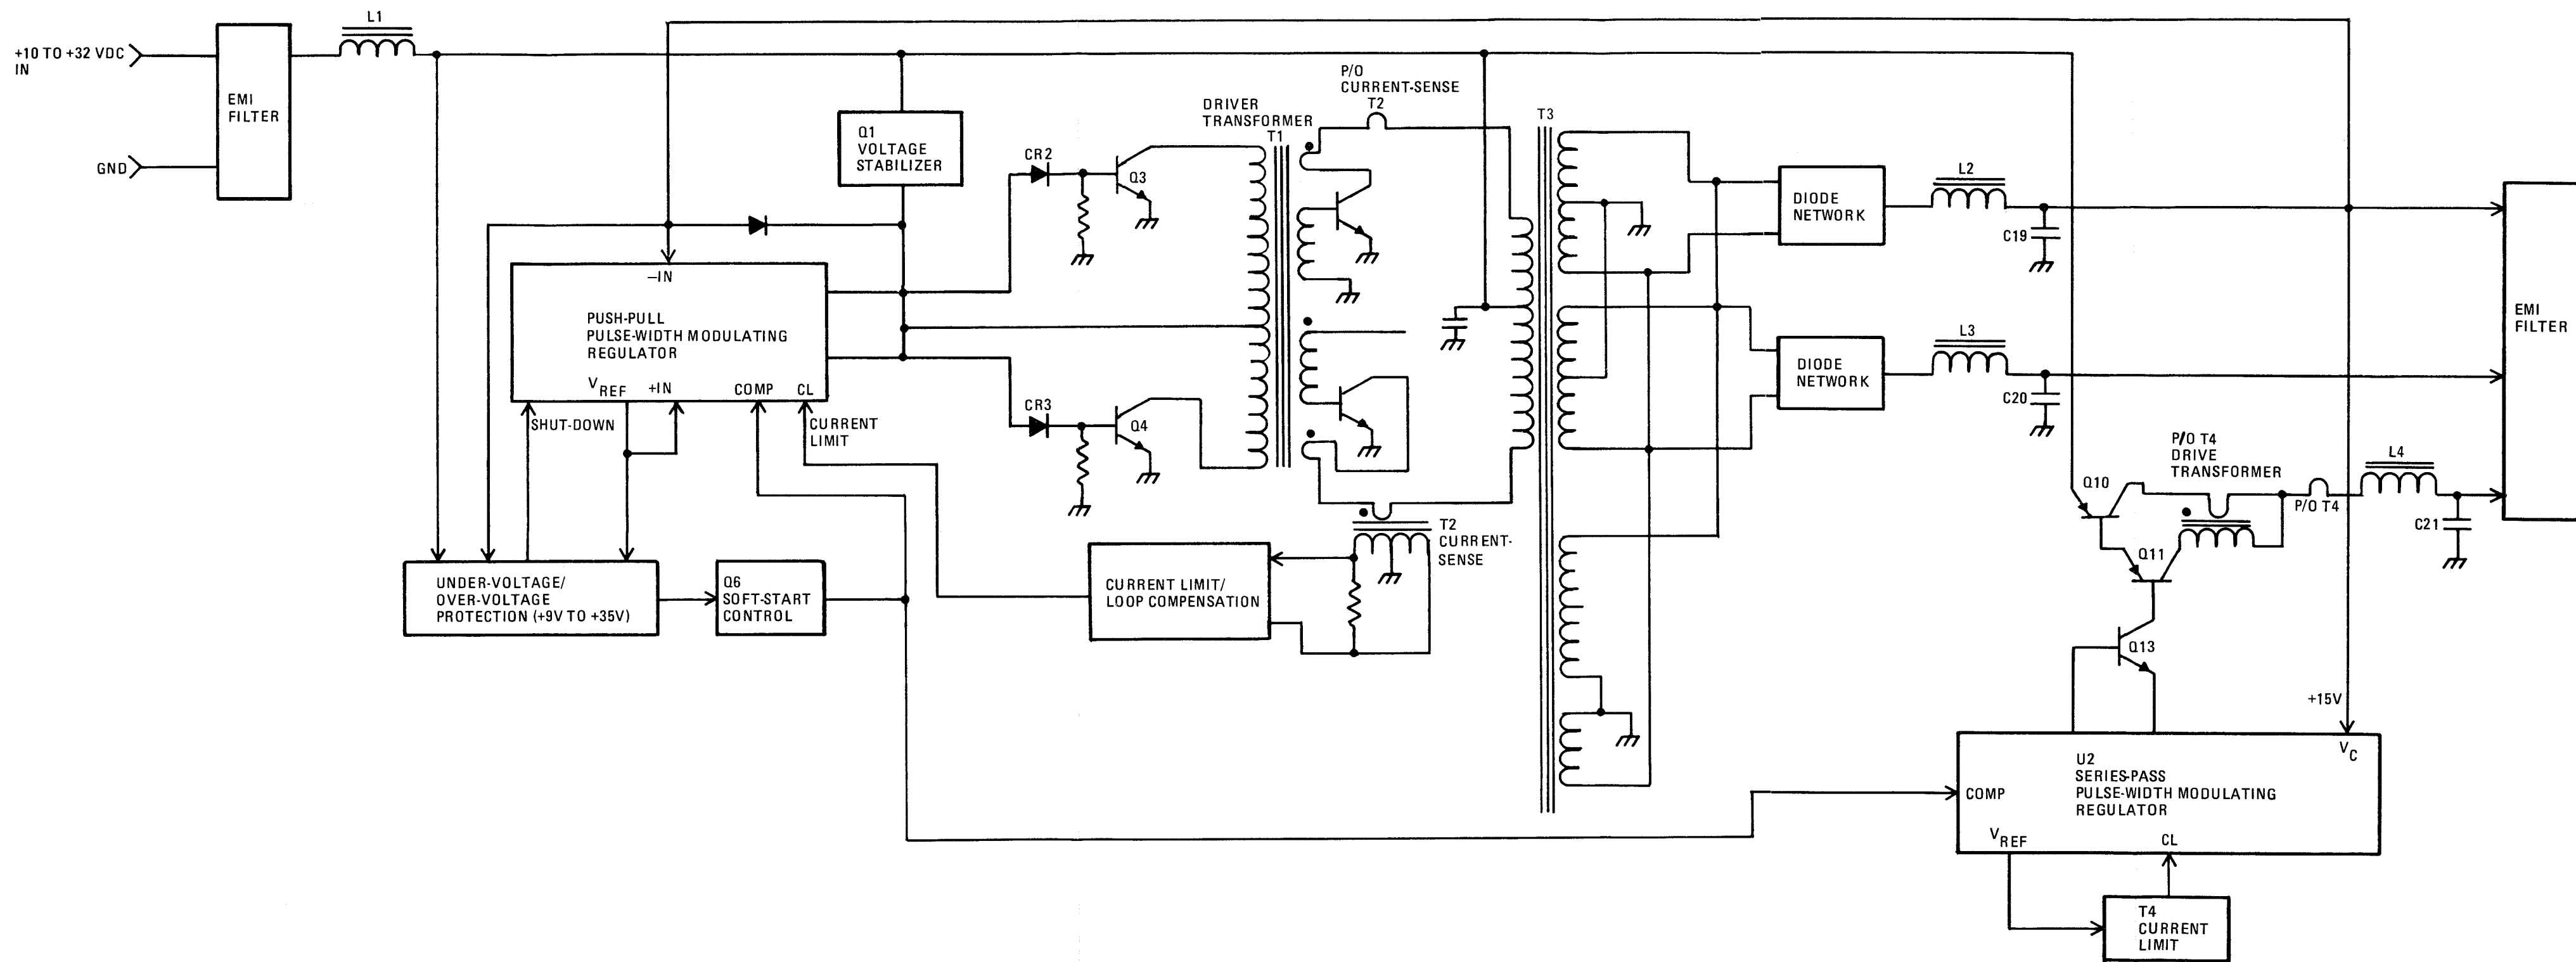 L1
+10 TO +32 VDC
IN
EMI
FILTER
GND
Q1
VOLTAGE
STABILIZER
–IN
PUSH-PULL
PULSE-WIDTH MODULATING
REGULATOR
VREF
+IN
COMP
CL
SHUT-DOWN
CURRENT
LIMIT
UNDER-VOLTAGE/
OVER-VOLTAGE
PROTECTION (+9V TO +35V)
Q6
SOFT-START
CONTROL
CR2
Q3
CR3
Q4
DRIVER
TRANSFORMER
T1
P/O
CURRENT-SENSE
T2
T3
T2
CURRENT-
SENSE
CURRENT LIMIT/
LOOP COMPENSATION
DIODE
NETWORK
L2
C19
DIODE
NETWORK
L3
C20
EMI
FILTER
P/O T4
DRIVE
TRANSFORMER
Q10
P/O T4
L4
C21
Q11
Q13
+15V
VC
U2
SERIES-PASS
PULSE-WIDTH MODULATING
REGULATOR
COMP
VREF
CL
T4
CURRENT
LIMIT